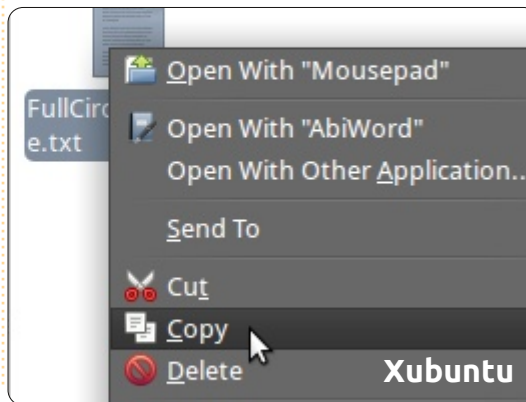 Open With "Mousepad"
FullCirc
e.txt
Open With "AbiWord"
Open With Other Application..
Send To
Cut
Copy
Delete
Xubuntu